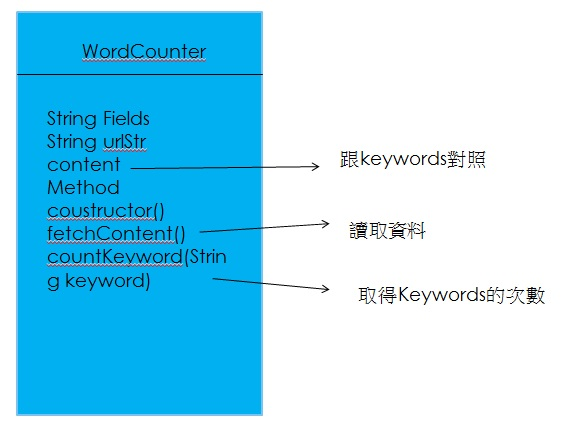 WordCounter
String Fields
String urlStr
content
Method
coustructor()
fetchContent()
countKeyword(Strin
g keyword)
跟keywords對照
讀取資料
取得Keywords的次數